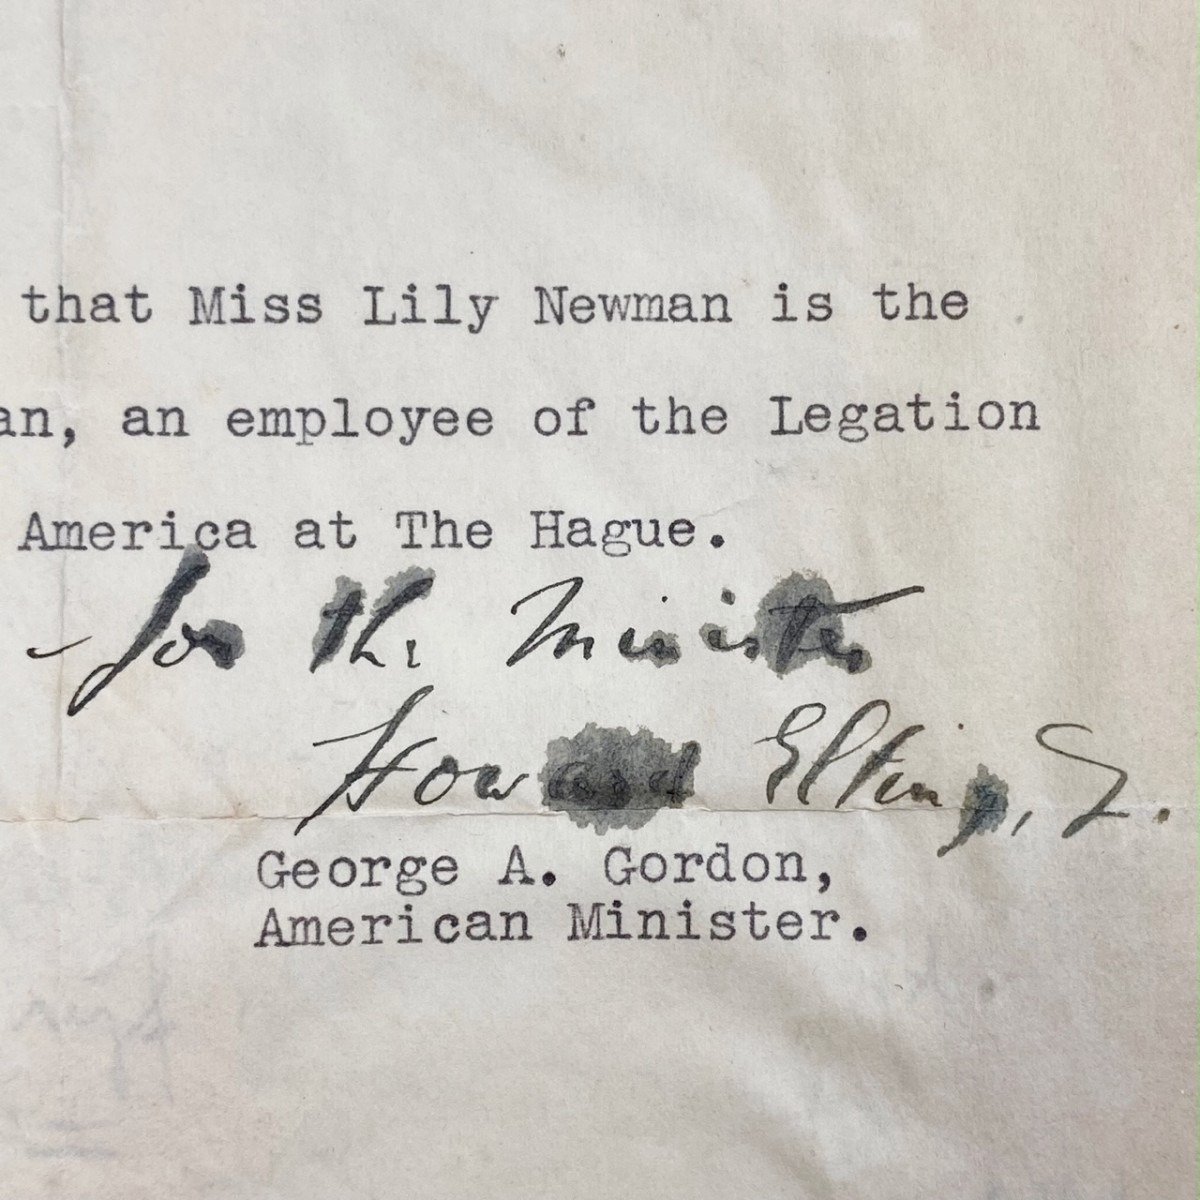 that Miss Lily Newman is the
an, an employee of the Legation
America at The Hague.
for the Minister
Howard Elting, Jr.
George A. Gordon,
American Minister.